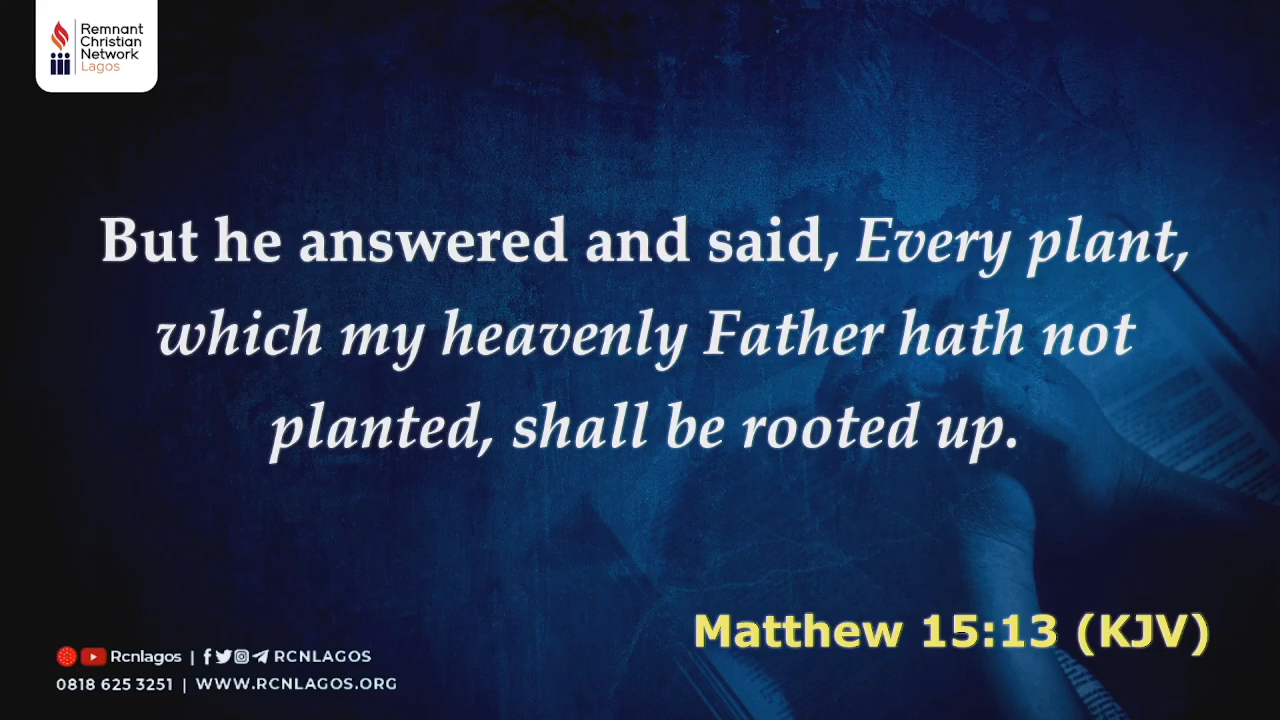 Remnant
Christian
Network
Lagos
But he answered and said, Every plant,
which my heavenly Father hath not
planted, shall be rooted up.
Matthew 15:13 (KJV)
Rcnlagos | RCNLAGOS
0818 625 3251 | WWW.RCNLAGOS.ORG